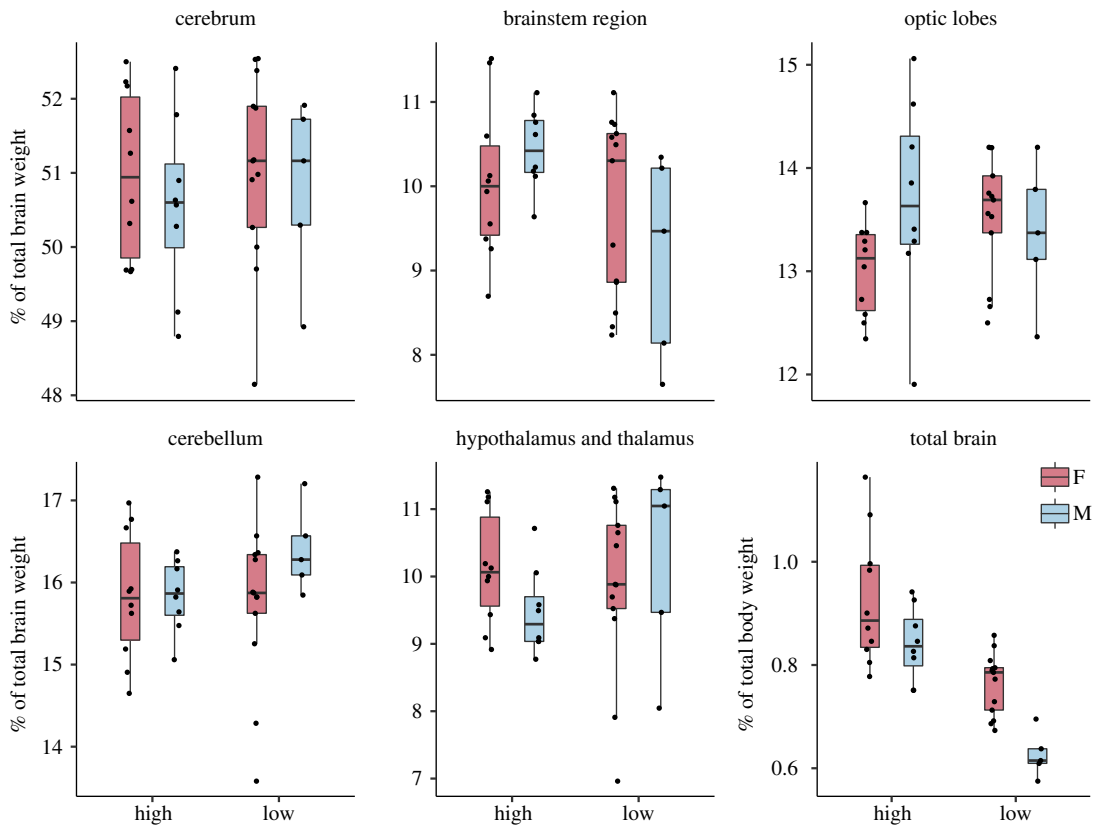 cerebrum
brainstem region
optic lobes
% of total brain weight
52
51
50
49
48
11
10
9
8
15
14
13
12
cerebellum
hypothalamus and thalamus
total brain
% of total brain weight
17
16
15
14
11
10
9
8
7
% of total body weight
1.0
0.8
0.6
F
M
high
low
high
low
high
low